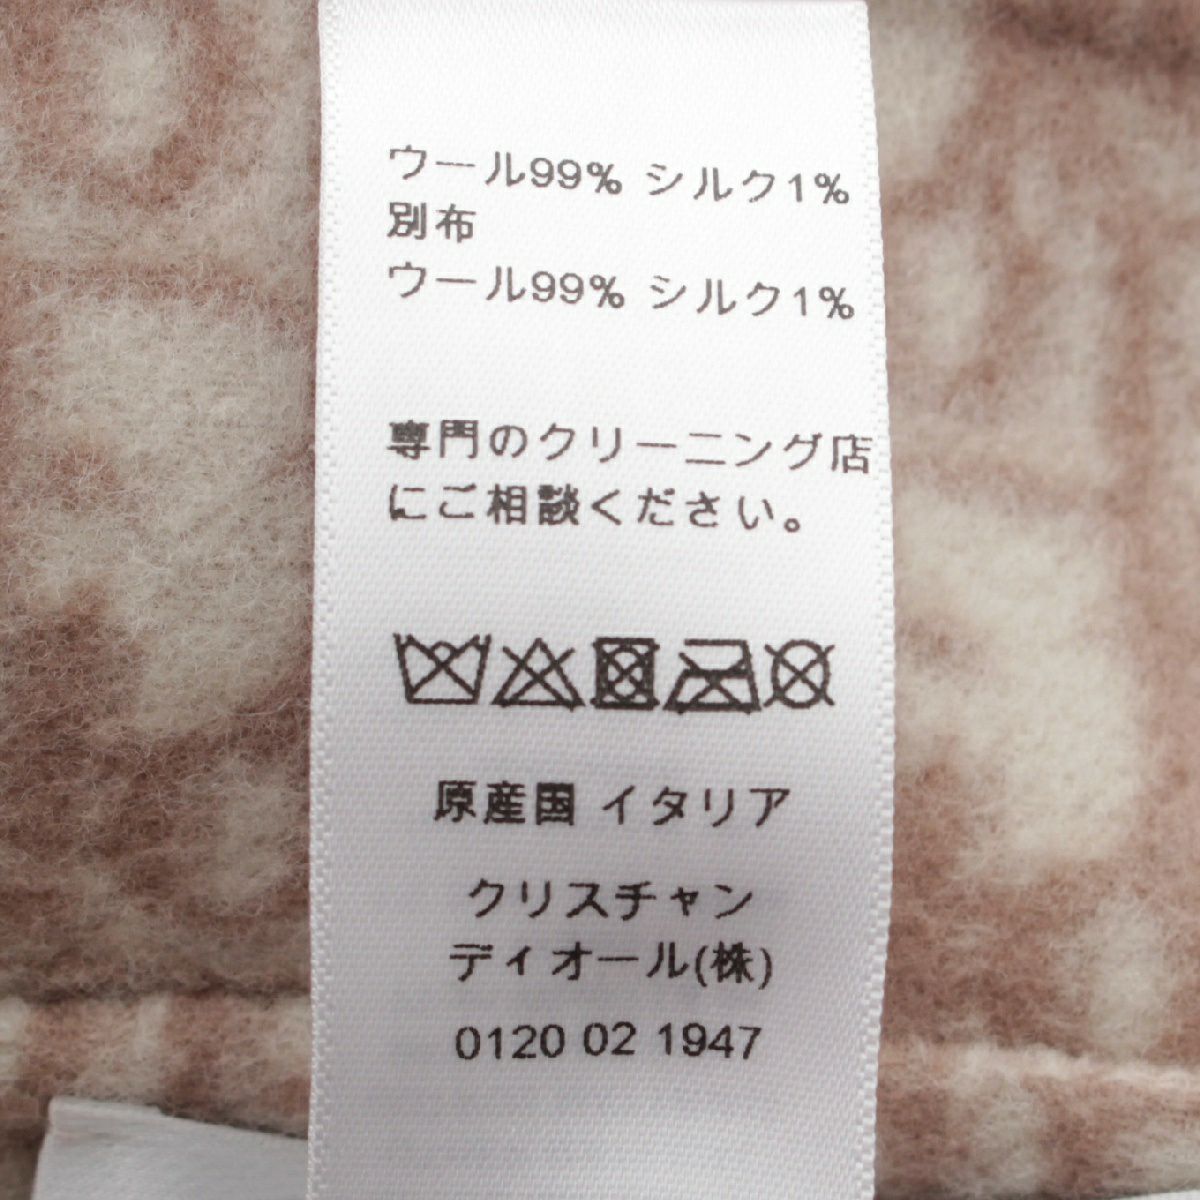 ウール99% シルク1%
別布
ウール99% シルク1%
専門のクリーニング店
にご相談ください。
原産国 イタリア
クリスチャン
ディオール(株)
0120 02 1947